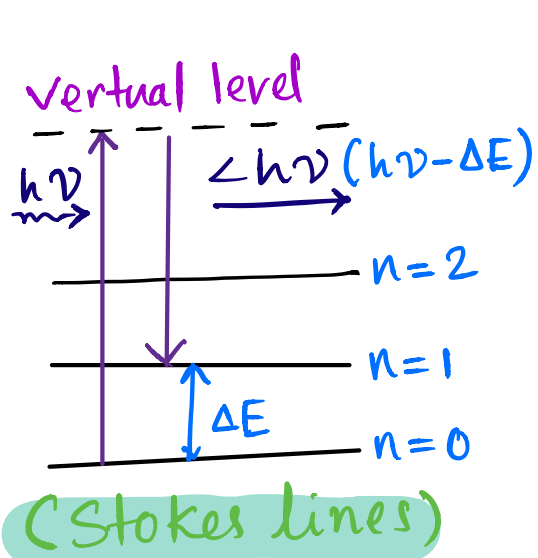 vertual level
hν
<hν (hν-ΔE)
n=2
n=1
ΔE
n=0
(Stokes lines)